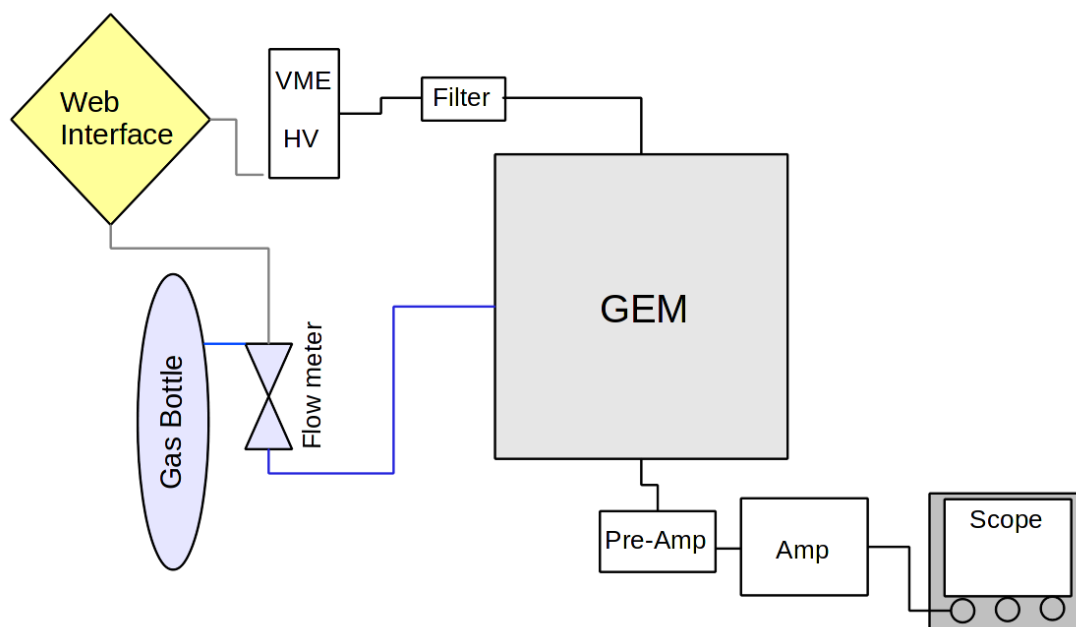 Web
Interface
VME
HV
Filter
GEM
Gas Bottle
Flow meter
Pre-Amp
Amp
Scope